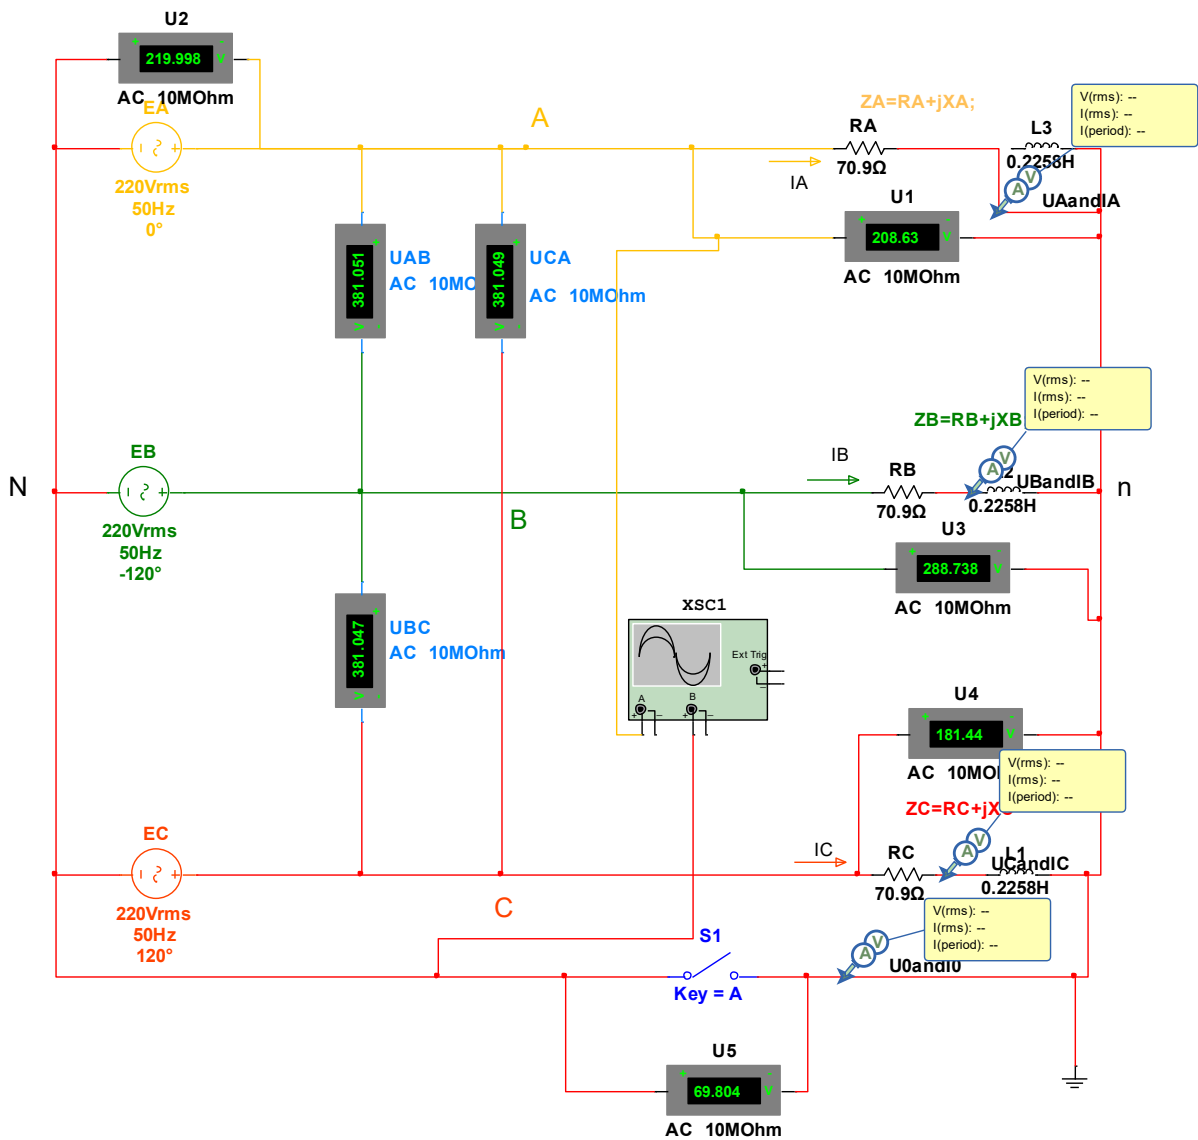 U2
219.998
V
AC 10MOhm
EA
220Vrms
50Hz
0°
A
ZA=RA+jXA;
RA
70.9Ω
IA
L3
0.2258H
V(rms): --
I(rms): --
I(period): --
A
V
UAandIA
U1
208.63
V
AC 10MOhm
UAB
AC 10MO
381.051
V
UCA
AC 10MOhm
381.049
V
V(rms): --
I(rms): --
I(period): --
ZB=RB+jXB
N
EB
220Vrms
50Hz
-120°
B
IB
RB
70.9Ω
A
V
UBandIB
0.2258H
n
U3
288.738
V
AC 10MOhm
UBC
AC 10MOhm
381.047
V
XSC1
Ext Trig
A
B
U4
181.44
V
AC 10MO
V(rms): --
I(rms): --
I(period): --
ZC=RC+jX
EC
220Vrms
50Hz
120°
C
IC
RC
70.9Ω
A
V
L1
UCandIC
0.2258H
V(rms): --
I(rms): --
I(period): --
S1
Key = A
A
V
U0andI0
U5
69.804
V
AC 10MOhm